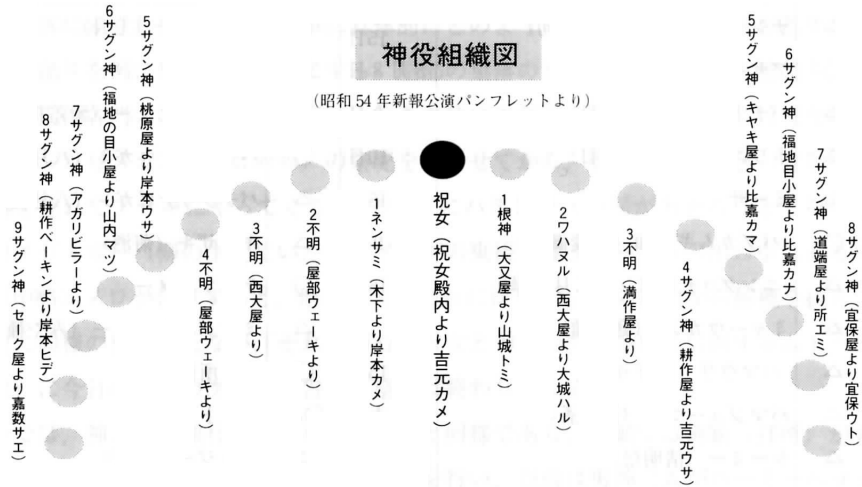 神役組織図
(昭和54年新報公演パンフレットより)
8サグン神(宜保屋より宜保ウト)
7サグン神(道端屋より所エミ)
6サグン神(福地目小屋より比嘉カナ)
5サグン神(キヤキ屋より比嘉カマ)
4サグン神(耕作屋より吉元ウサ)
3不明(満作屋より)
2ワハヌル(西大屋より大城ハル)
1根神(大又屋より山城トミ)
祝女(祝女殿内より吉元カメ)
1ネンサミ(木下より岸本カメ)
2不明(屋部ウェーキより)
3不明(西大屋より)
4不明(屋部ウェーキより)
5サグン神(桃原屋より岸本ウサ)
6サグン神(福地の目小屋より山内マツ)
7サグン神(アガリビラーより)
8サグン神(耕作ベーキンより岸本ヒデ)
9サグン神(セーク屋より嘉数サエ)